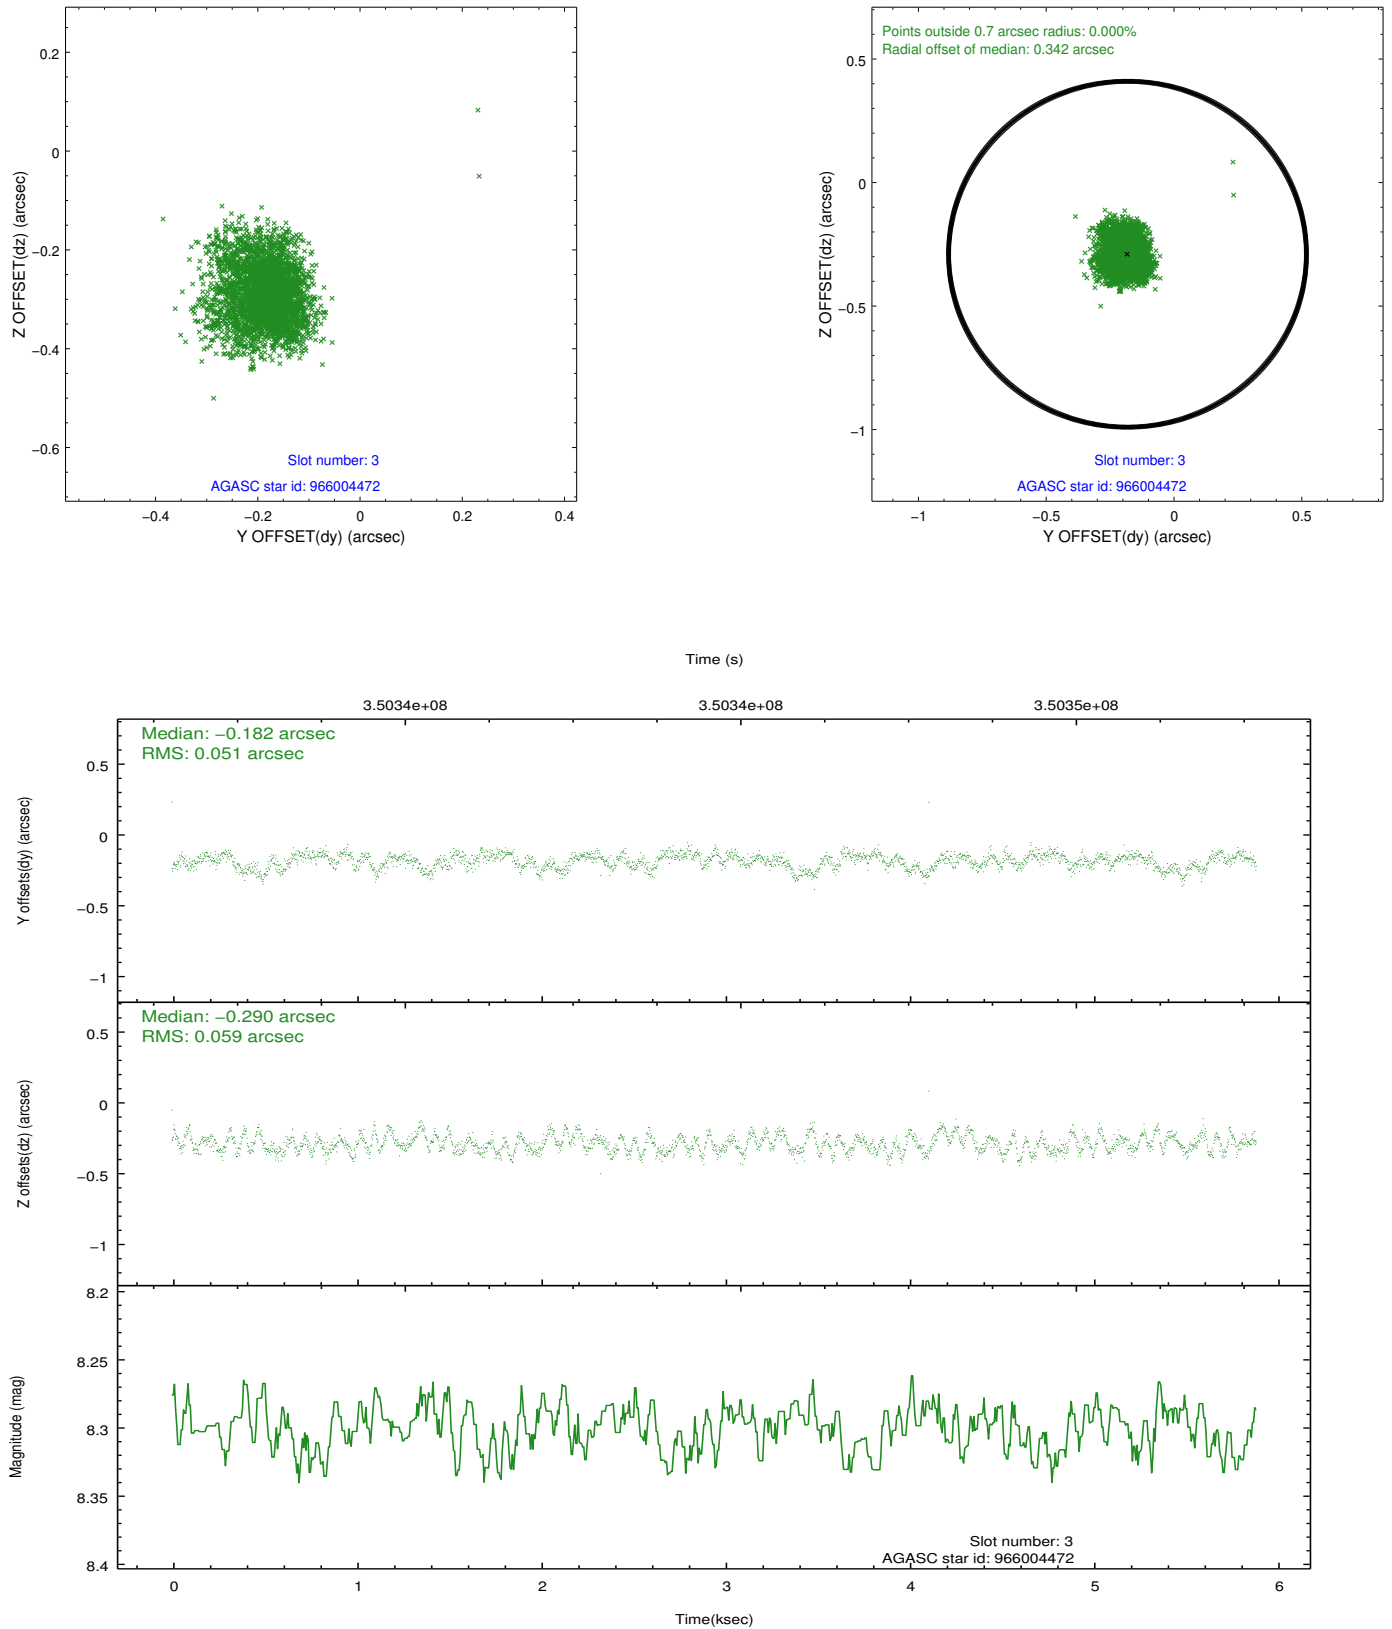 0.2
0
−0.2
−0.4
−0.6
Z OFFSET(dz) (arcsec)
Slot number: 3
AGASC star id: 966004472
−0.4
−0.2
0
0.2
0.4
Y OFFSET(dy) (arcsec)
Points outside 0.7 arcsec radius: 0.000%
Radial offset of median: 0.342 arcsec
0.5
0
−0.5
−1
Z OFFSET(dz) (arcsec)
Slot number: 3
AGASC star id: 966004472
−1
−0.5
0
0.5
Y OFFSET(dy) (arcsec)
Time (s)
3.5034e+08
3.5034e+08
3.5035e+08
Median: −0.182 arcsec
RMS: 0.051 arcsec
0.5
0
−0.5
−1
Y offsets(dy) (arcsec)
Median: −0.290 arcsec
RMS: 0.059 arcsec
0.5
0
−0.5
−1
Z offsets(dz) (arcsec)
8.2
8.25
8.3
8.35
8.4
Magnitude (mag)
Slot number: 3
AGASC star id: 966004472
0
1
2
3
4
5
6
Time(ksec)